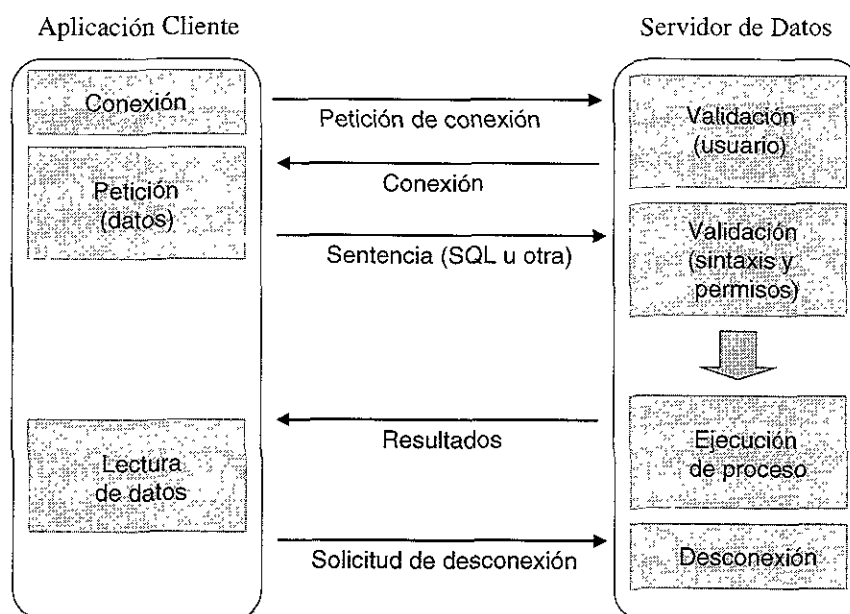 Aplicación Cliente
Servidor de Datos
Conexión
Petición de conexión
Validación
(usuario)
Conexión
Petición
(datos)
Sentencia (SQL u otra)
Validación
(sintaxis y
permisos)
Resultados
Ejecución
de proceso
Lectura
de datos
Solicitud de desconexión
Desconexión